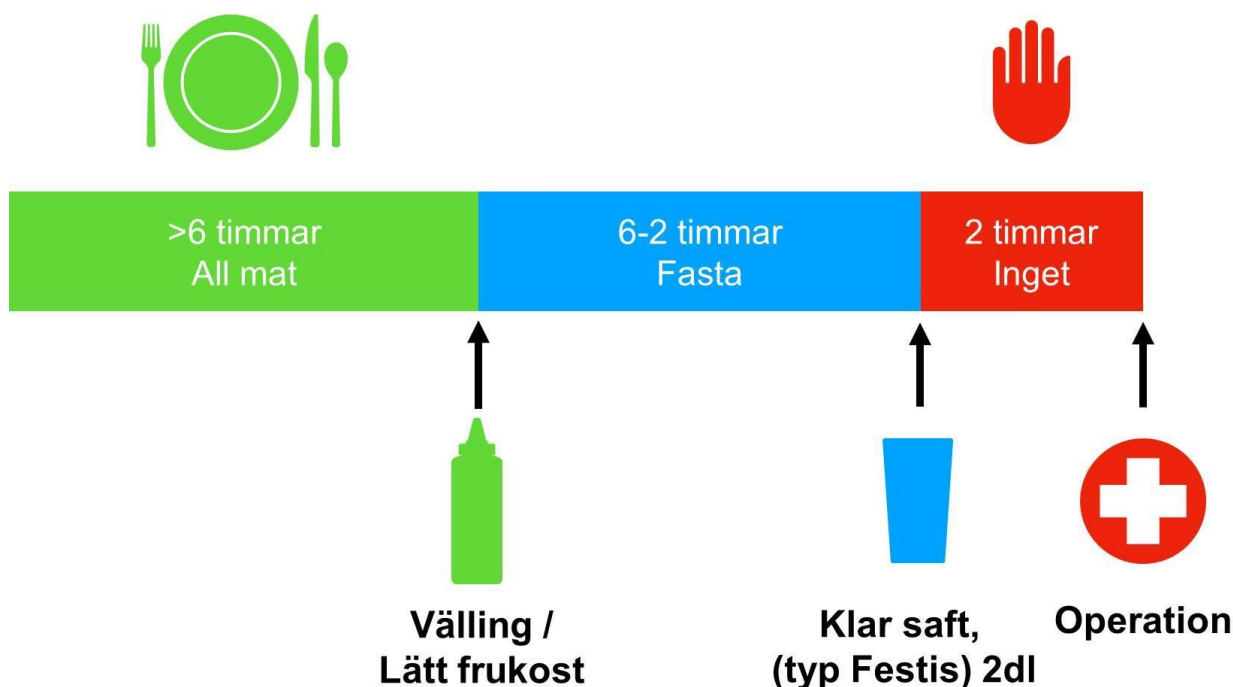 >6 timmar
All mat
6-2 timmar
Fasta
2 timmar
Inget
Välling /
Lätt frukost
Klar saft,
(typ Festis) 2dl
Operation